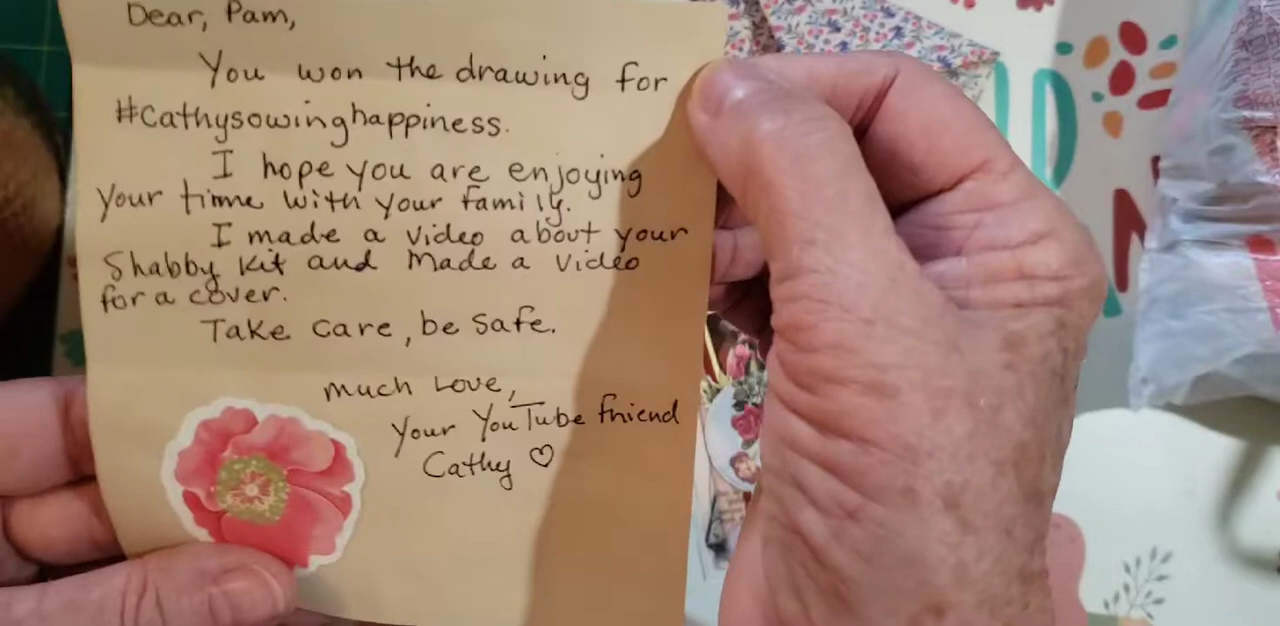 Dear, Pam,
You won the drawing for
#Cathysowinghappiness.
I hope you are enjoying
your time with your family.
I made a video about your
Shabby Kit and Made a Video
for a cover.
Take care, be safe.
much Love,
Your YouTube friend
Cathy ♡